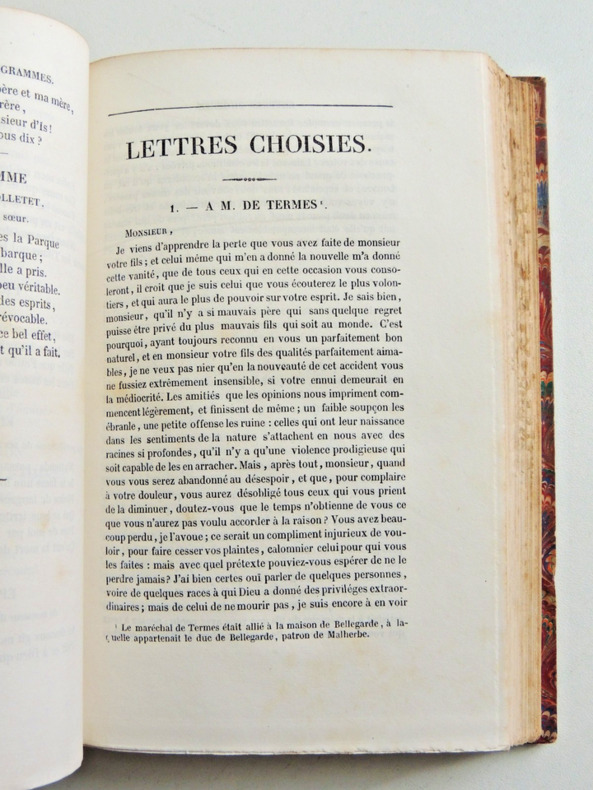 GRAMMES.
père et ma mère,
rère,
sieur d'Is!
ous dix?
MME
OLLETET,
sœur.
es la Parque
barque;
lle a pris.
peu véritable.
des esprits,
révocable.
ce bel effet,
t qu'il a fait.
LETTRES CHOISIES.
1. — A M. DE TERMES¹.
Monsieur,
Je viens d'apprendre la perte que vous avez faite de monsieur
votre fils; et celui même qui m'en a donné la nouvelle m'a donné
cette vanité, que de tous ceux qui en cette occasion vous conso-
leront, il croit que je suis celui que vous écouterez le plus volon-
tiers, et qui aura le plus de pouvoir sur votre esprit. Je sais bien,
monsieur, qu'il n'y a si mauvais père qui sans quelque regret
puisse être privé du plus mauvais fils qui soit au monde. C'est
pourquoi, ayant toujours reconnu en vous un parfaitement bon
naturel, et en monsieur votre fils des qualités parfaitement aima-
bles, je ne veux pas nier qu'en la nouveauté de cet accident vous
ne fussiez extrêmement insensible, si votre ennui demeurait en
la médiocrité. Les amitiés que les opinions nous impriment com-
mencent légèrement, et finissent de même; un faible soupçon les
ébranle, une petite offense les ruine: celles qui ont leur naissance
dans les sentiments de la nature s'attachent en nous avec des
racines si profondes, qu'il n'y a qu'une violence prodigieuse qui
soit capable de les en arracher. Mais, après tout, monsieur, quand
vous vous serez abandonné au désespoir, et que, pour complaire
à votre douleur, vous aurez désobligé tous ceux qui vous prient
de la diminuer, doutez-vous que le temps n'obtienne de vous ce
que vous n'aurez pas voulu accorder à la raison? Vous avez beau-
coup perdu, je l'avoue; ce serait un compliment injurieux de vou-
loir, pour faire cesser vos plaintes, calomnier celui pour qui vous
les faites: mais avec quel prétexte pouviez-vous espérer de ne le
perdre jamais? J'ai bien certes ouï parler de quelques personnes,
voire de quelques races à qui Dieu a donné des priviléges extraor-
dinaires; mais de celui de ne mourir pas, je suis encore à en voir
¹ Le maréchal de Termes était allié à la maison de Bellegarde, à la-
quelle appartenait le duc de Bellegarde, patron de Malherbe.